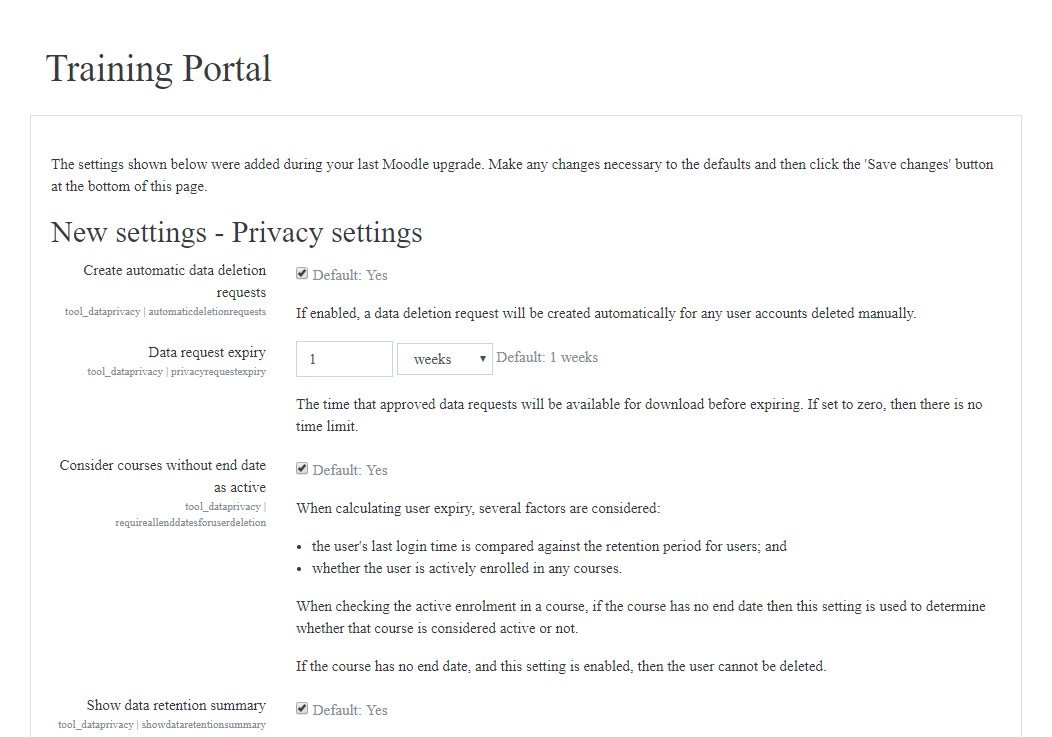 Training Portal
The settings shown below were added during your last Moodle upgrade. Make any changes necessary to the defaults and then click the 'Save changes' button
at the bottom of this page.
New settings - Privacy settings
Create automatic data deletion
requests
tool_dataprivacy | automaticdeletionrequests
Default: Yes
If enabled, a data deletion request will be created automatically for any user accounts deleted manually.
Data request expiry
tool_dataprivacy | privacyrequestexpiry
1 weeks Default: 1 weeks
The time that approved data requests will be available for download before expiring. If set to zero, then there is no
time limit.
Consider courses without end date
as active
tool_dataprivacy |
requireallenddatesforuserdeletion
Default: Yes
When calculating user expiry, several factors are considered:
• the user's last login time is compared against the retention period for users; and
• whether the user is actively enrolled in any courses.
When checking the active enrolment in a course, if the course has no end date then this setting is used to determine
whether that course is considered active or not.
If the course has no end date, and this setting is enabled, then the user cannot be deleted.
Show data retention summary
tool_dataprivacy | showdataretentionsummary
Default: Yes